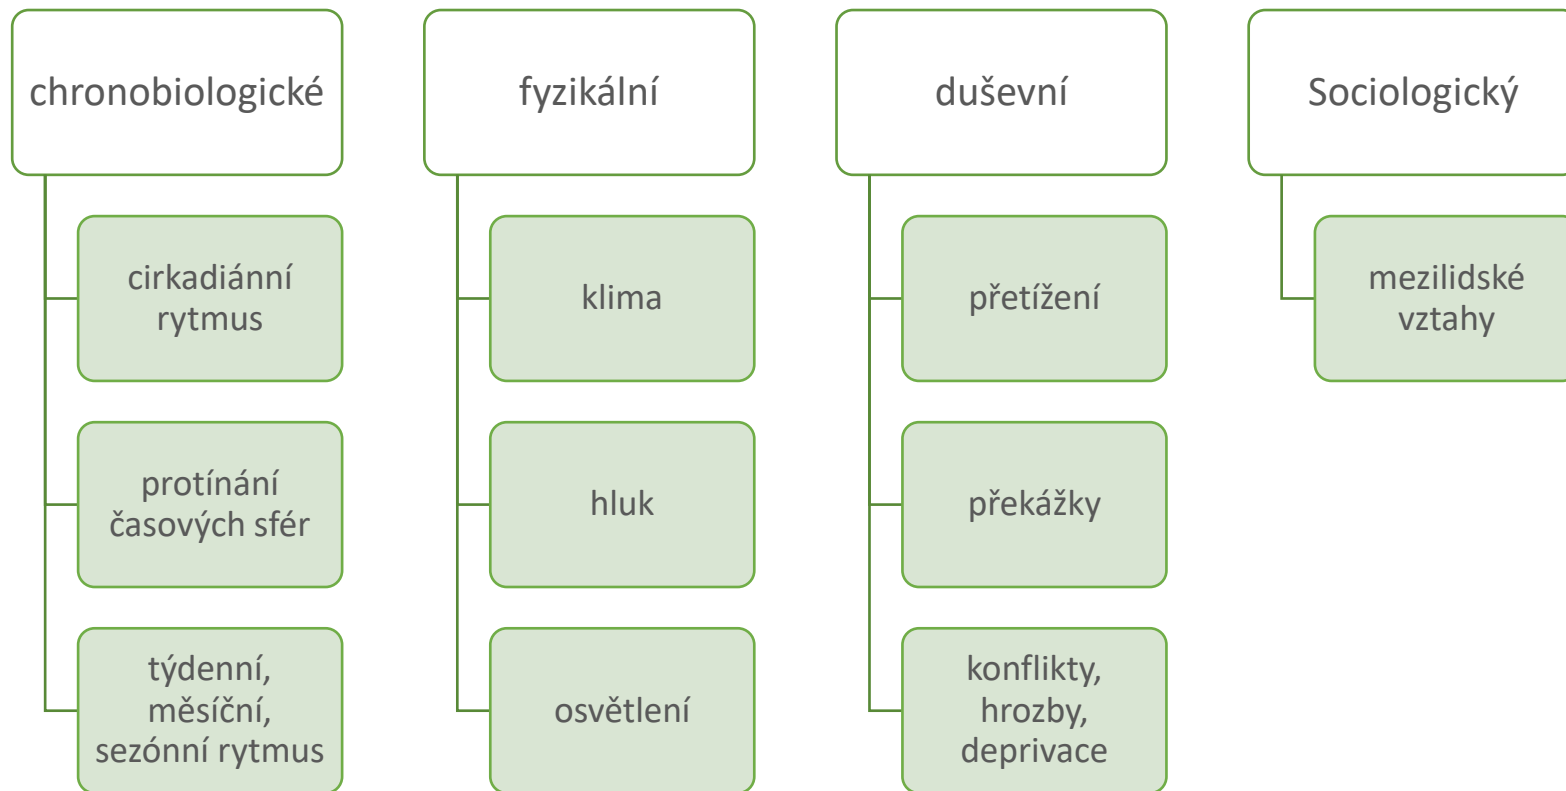 chronobiologické
cirkadiánní
rytmus
protínání
časových sfér
týdenní,
měsíční,
sezónní rytmus
fyzikální
klima
hluk
osvětlení
duševní
přetížení
překážky
konflikty,
hrozby,
deprivace
Sociologický
mezilidské
vztahy